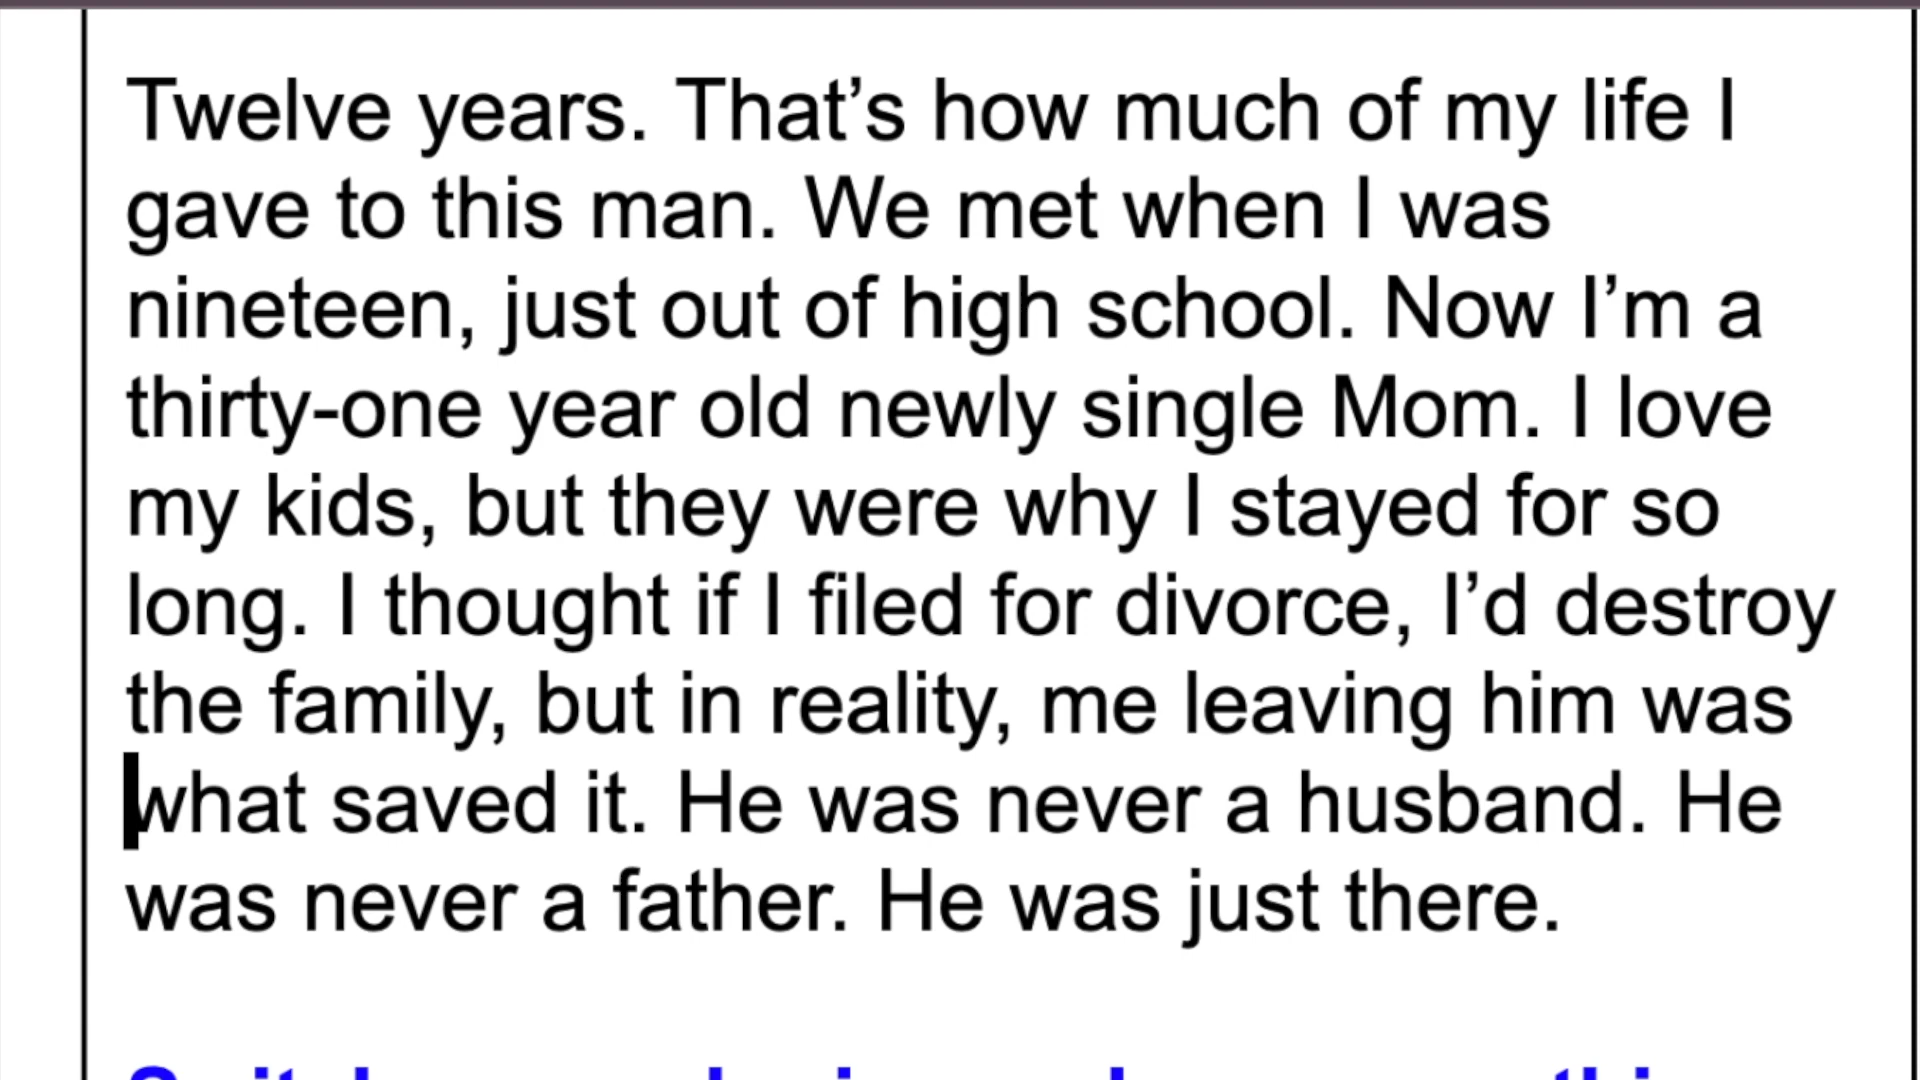 Twelve years. That’s how much of my life I
gave to this man. We met when I was
nineteen, just out of high school. Now I’m a
thirty-one year old newly single Mom. I love
my kids, but they were why I stayed for so
long. I thought if I filed for divorce, I’d destroy
the family, but in reality, me leaving him was
what saved it. He was never a husband. He
was never a father. He was just there.